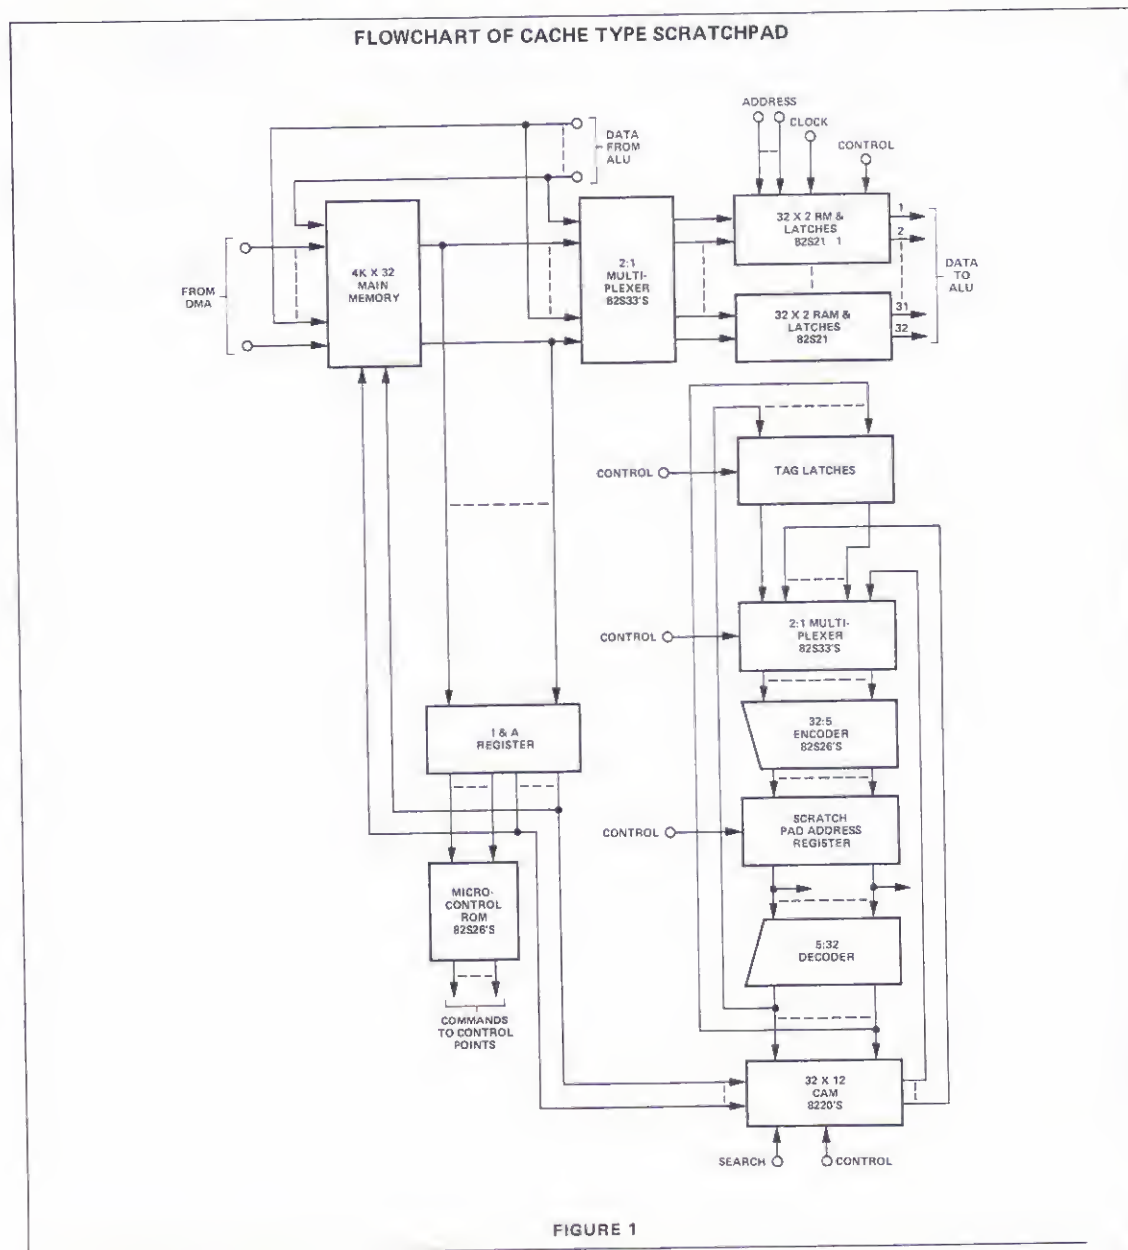 FLOWCHART OF CACHE TYPE SCRATCHPAD
ADDRESS
CLOCK
CONTROL
DATA
FROM
ALU
FROM
DMA
4K X 32
MAIN
MEMORY
2:1
MULTI-
PLEXER
82S33'S
32 X 2 RM &
LATCHES
82S21 1
1
2
DATA
TO
ALU
32 X 2 RAM &
LATCHES
82S21
31
32
CONTROL
TAG LATCHES
CONTROL
2:1 MULTI-
PLEXER
82S33'S
I & A
REGISTER
32:5
ENCODER
82S26'S
CONTROL
SCRATCH
PAD ADDRESS
REGISTER
MICRO-
CONTROL
ROM
82S26'S
5:32
DECODER
COMMANDS
TO CONTROL
POINTS
32 X 12
CAM
8220'S
SEARCH
CONTROL
FIGURE 1